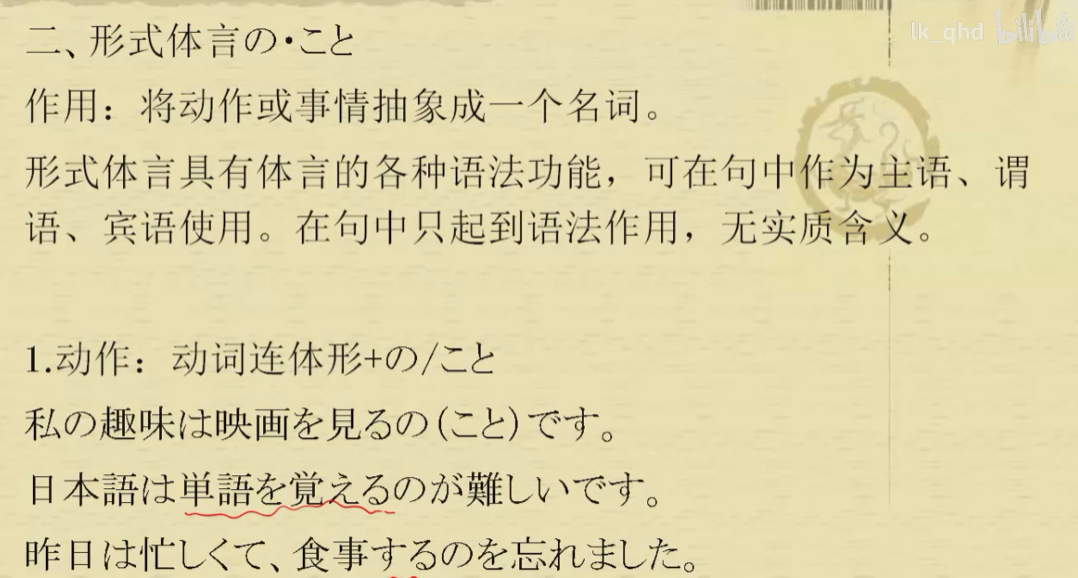 lk_qhd bilibili
二、形式体言の·こと
作用：将动作或事情抽象成一个名词。
形式体言具有体言的各种语法功能，可在句中作为主语、谓
语、宾语使用。在句中只起到语法作用，无实质含义。
1.动作：动词连体形+の/こと
私の趣味は映画を見るの(こと)です。
日本語は単語を覚えるのが難しいです。
昨日は忙しくて、食事するのを忘れました。